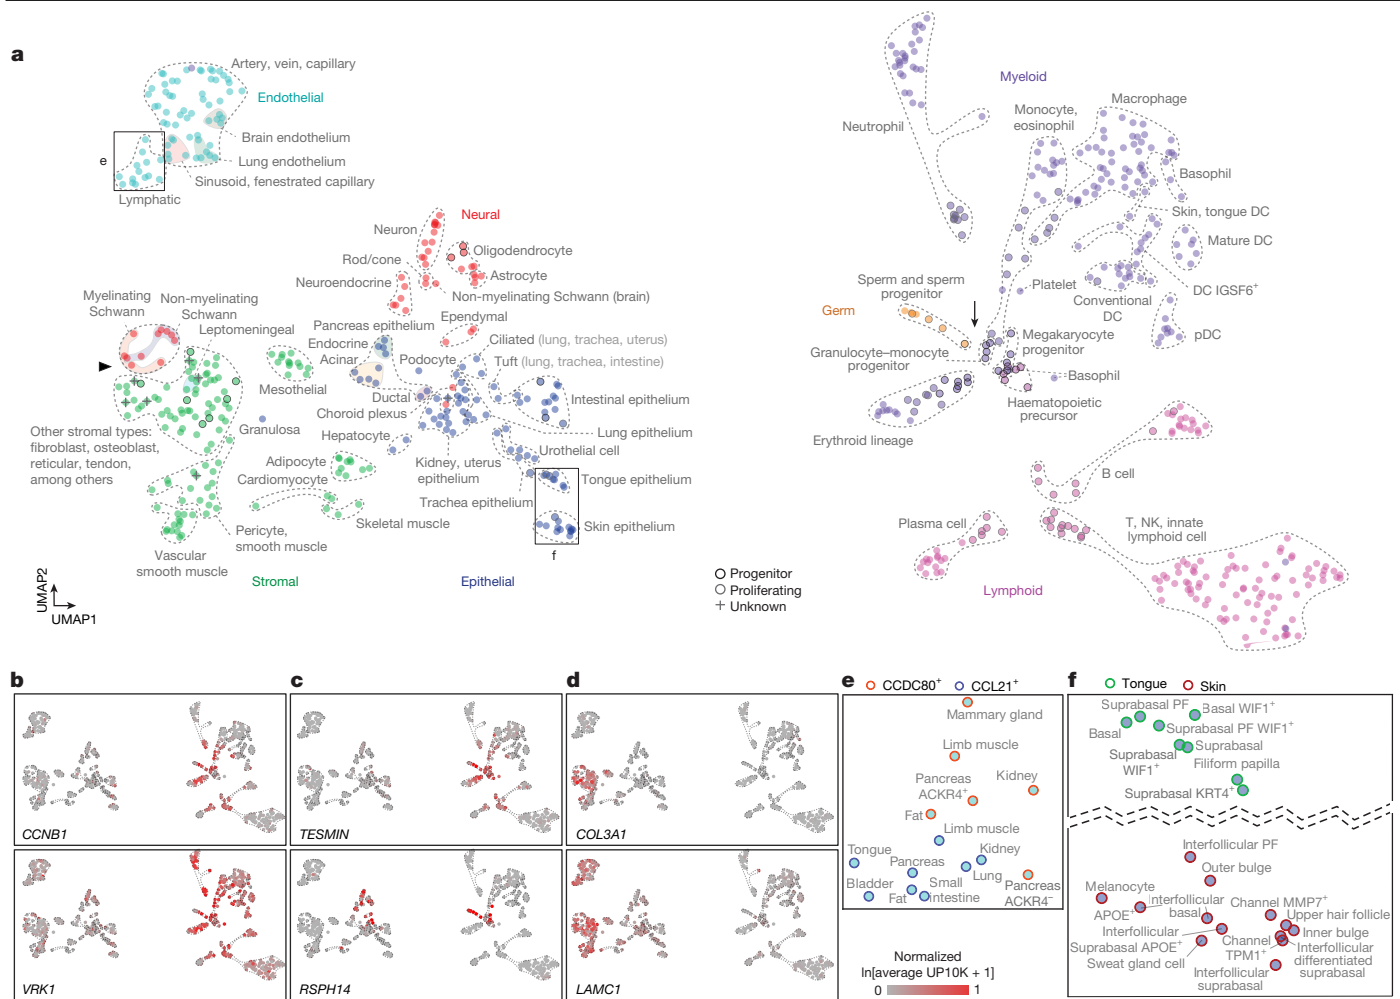 a
Artery, vein, capillary
Endothelial
Brain endothelium
e
Lung endothelium
Sinusoid, fenestrated capillary
Lymphatic
Neural
Neuron
Oligodendrocyte
Rod/cone
Astrocyte
Neuroendocrine
Non-myelinating Schwann (brain)
Myelinating
Schwann
Non-myelinating
Schwann
Leptomeningeal
Pancreas epithelium
Endocrine
Acinar
Ependymal
Ciliated (lung, trachea, uterus)
Podocyte
Tuft (lung, trachea, intestine)
Mesothelial
Ductal
Choroid plexus
Intestinal epithelium
Granulosa
Hepatocyte
Lung epithelium
Other stromal types:
fibroblast, osteoblast,
reticular, tendon,
among others
Urothelial cell
Adipocyte
Cardiomyocyte
Kidney, uterus
epithelium
Tongue epithelium
Trachea epithelium
Skeletal muscle
Skin epithelium
Pericyte,
smooth muscle
Vascular
smooth muscle
f
Stromal
Epithelial
UMAP2
UMAP1
Myeloid
Macrophage
Monocyte,
eosinophil
Neutrophil
Basophil
Skin, tongue DC
Mature DC
Sperm and sperm
progenitor
Platelet
DC IGSF6+
Conventional
DC
Germ
pDC
Megakaryocyte
progenitor
Granulocyte–monocyte
progenitor
Basophil
Haematopoietic
precursor
Erythroid lineage
B cell
Plasma cell
T, NK, innate
lymphoid cell
Lymphoid
Progenitor
Proliferating
Unknown
b
CCNB1
VRK1
c
TESMIN
RSPH14
d
COL3A1
LAMC1
e
CCDC80+
CCL21+
Mammary gland
Limb muscle
Pancreas
ACKR4+
Kidney
Fat
Limb muscle
Tongue
Kidney
Pancreas
Lung
Bladder
Small
intestine
Fat
Pancreas
ACKR4−
Normalized
ln[average UP10K + 1]
0
1
f
Tongue
Skin
Suprabasal PF
Basal WIF1+
Basal
Suprabasal PF WIF1+
Suprabasal
WIF1+
Suprabasal
Filiform papilla
Suprabasal KRT4+
Interfollicular PF
Outer bulge
Melanocyte
Interfollicular
basal
Channel MMP7+
APOE+
Upper hair follicle
Interfollicular
Inner bulge
Suprabasal APOE+
Channel
TPM1+
Interfollicular
differentiated
suprabasal
Sweat gland cell
Interfollicular
suprabasal